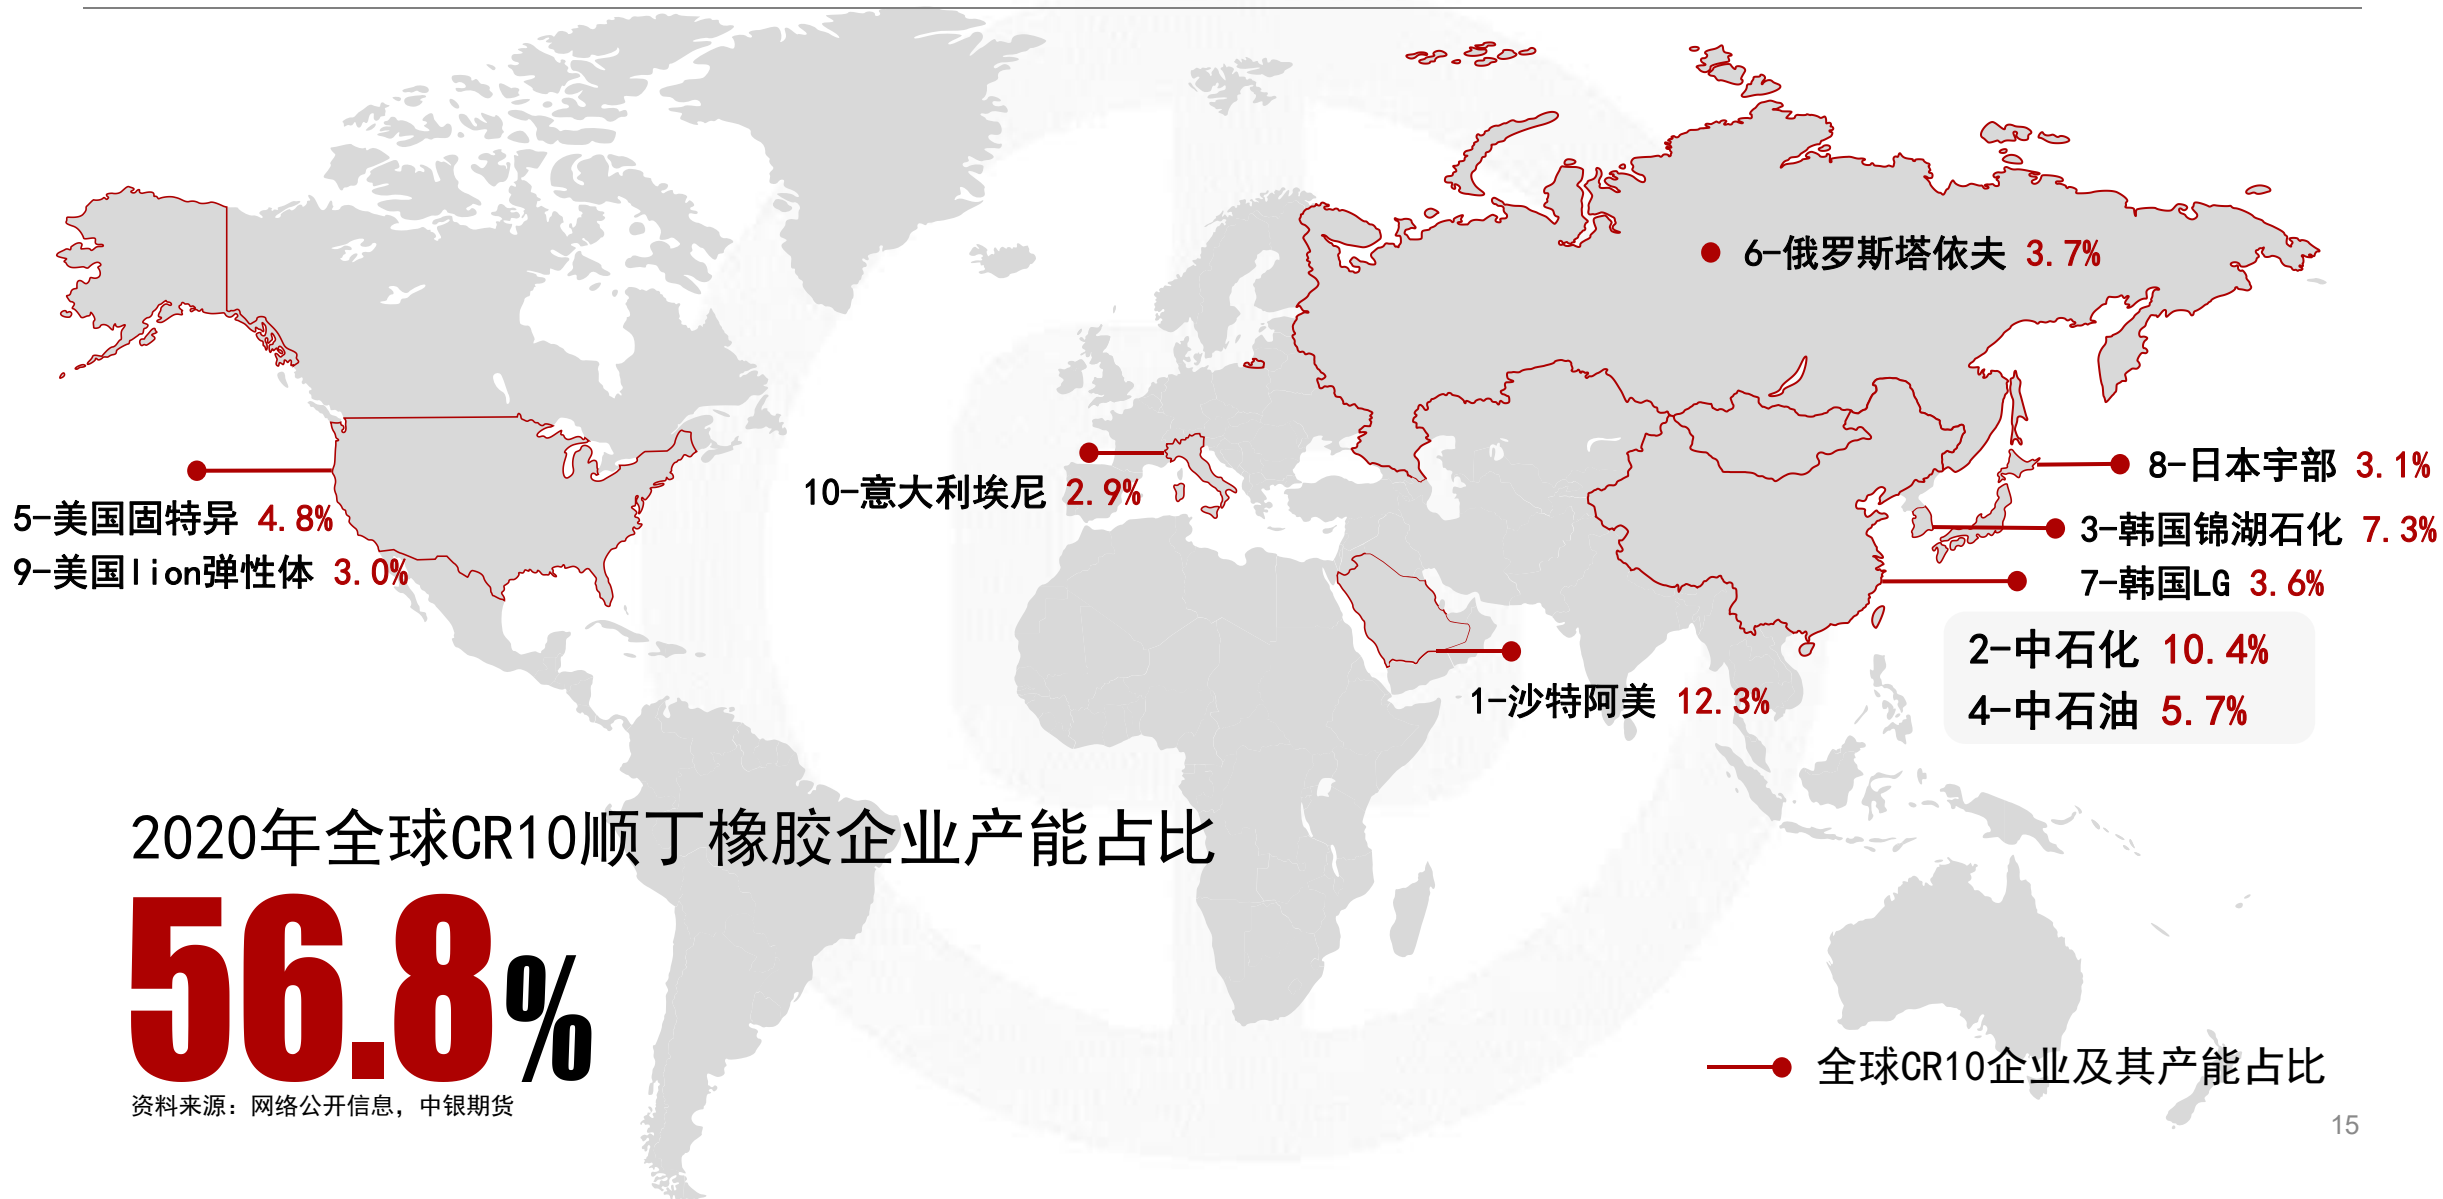 6-俄罗斯塔依夫 3.7%
8-日本宇部 3.1%
10-意大利埃尼 2.9%
5-美国固特异 4.8%
3-韩国锦湖石化 7.3%
9-美国lion弹性体 3.0%
7-韩国LG 3.6%
2-中石化 10.4%
1-沙特阿美 12.3%
4-中石油 5.7%
2020年全球CR10顺丁橡胶企业产能占比
56.8%
全球CR10企业及其产能占比
资料来源：网络公开信息，中银期货
15